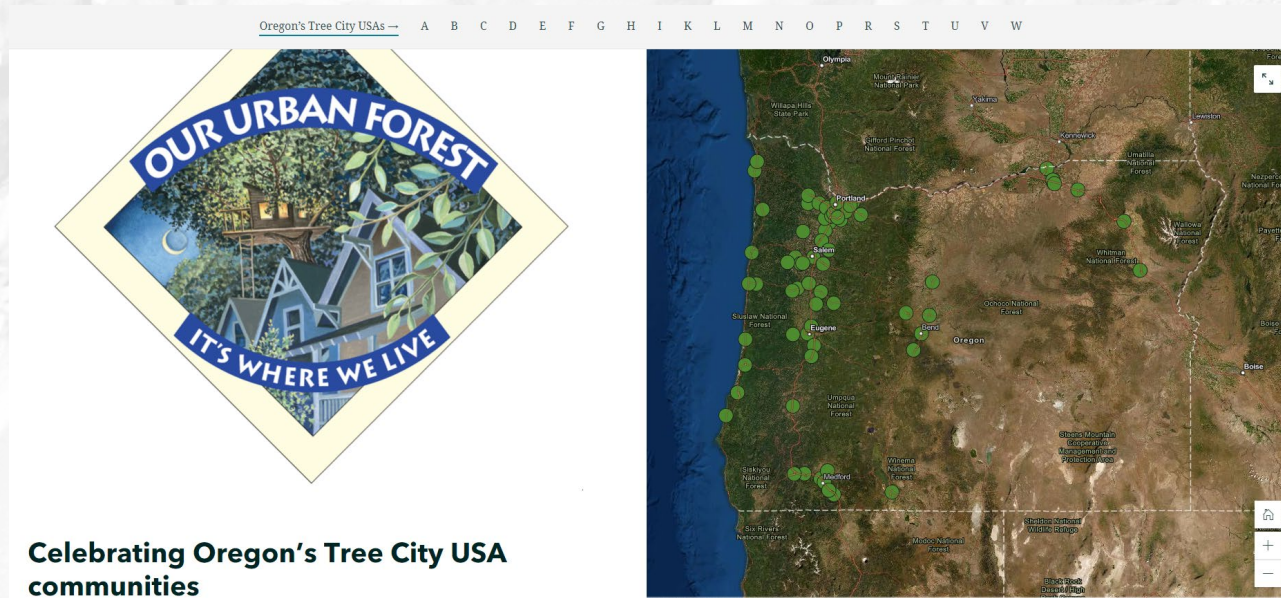 Oregon's Tree City USAs → A B C D E F G H I K L M N O P R S T U V W
OUR URBAN FOREST
IT'S WHERE WE LIVE
Celebrating Oregon's Tree City USA
communities
Olympia
Mount Rainier
National Park
Willapa Hills
State Park
Yakima
Gifford Pinchot
National Forest
Kennewick
Lewiston
Umatilla
National
Forest
Portland
Wallowa
National
Forest
Whitman
National Forest
Salem
Siuslaw National
Forest
Eugene
Ochoco National
Forest
Bend
Oregon
Boise
Umpqua
National
Forest
Steens Mountain
Cooperative
Management and
Protection Area
Siskiyou
National
Forest
Medford
Winema
National
Forest
Six Rivers
National Forest
Modoc National
Forest
Sheldon National
Wildlife Refuge
Black Rock
Desert / High